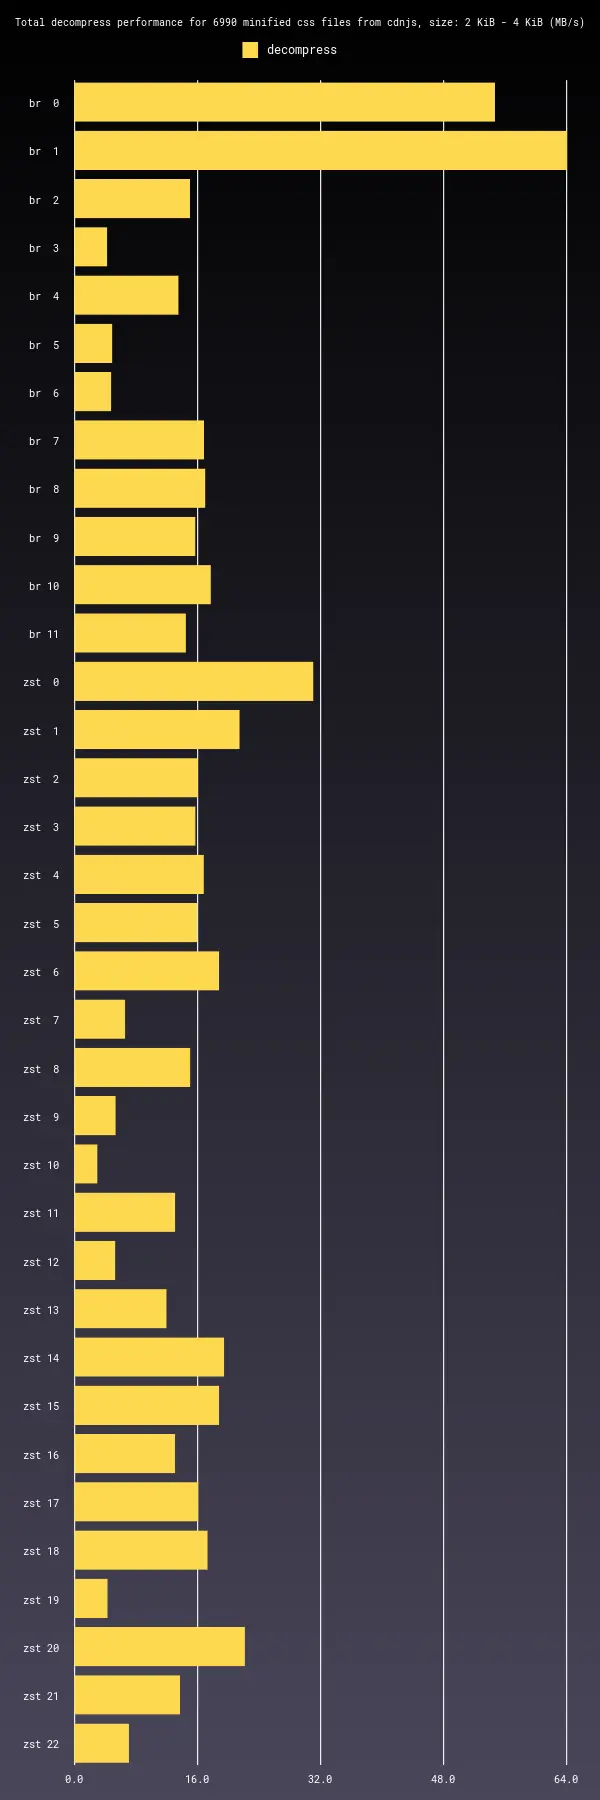 Total decompress performance for 6990 minified css files from cdnjs, size: 2 KiB - 4 KiB (MB/s)
decompress
br 0
br 1
br 2
br 3
br 4
br 5
br 6
br 7
br 8
br 9
br 10
br 11
zst 0
zst 1
zst 2
zst 3
zst 4
zst 5
zst 6
zst 7
zst 8
zst 9
zst 10
zst 11
zst 12
zst 13
zst 14
zst 15
zst 16
zst 17
zst 18
zst 19
zst 20
zst 21
zst 22
0.0 16.0 32.0 48.0 64.0